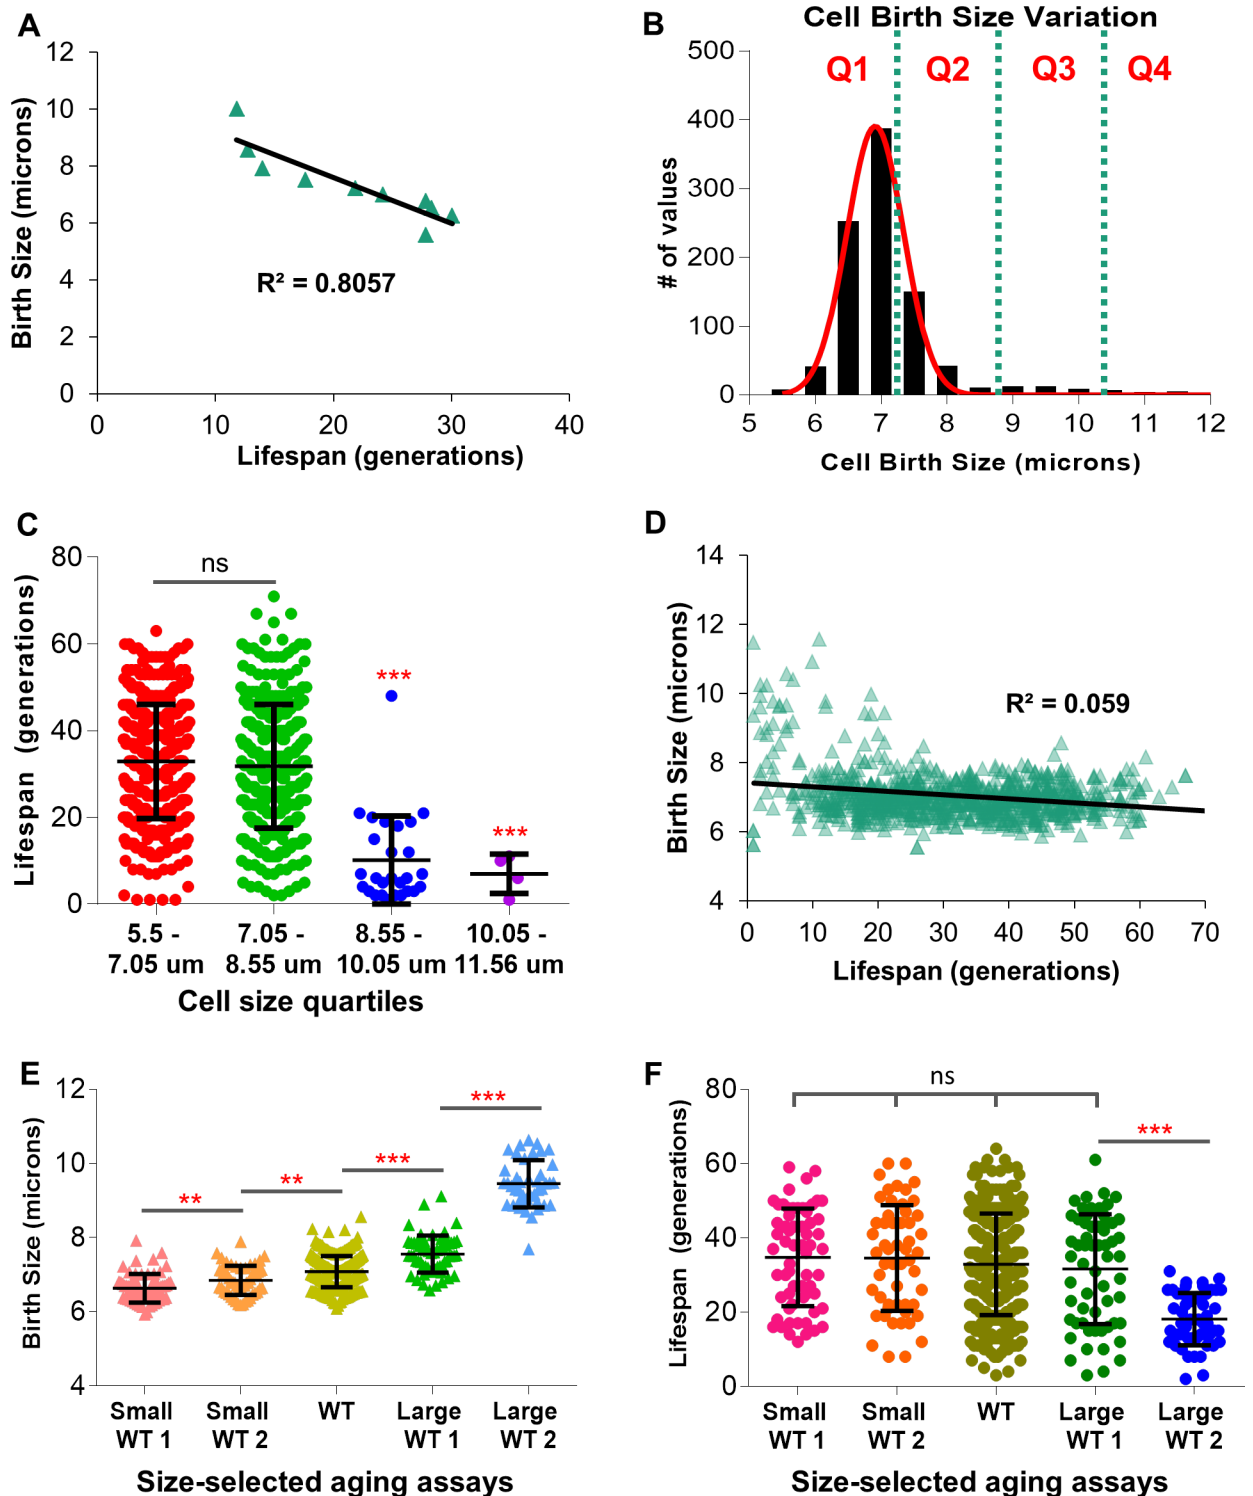 A
12
10
8
6
4
2
0
Birth Size (microns)
R² = 0.8057
0 10 20 30 40
Lifespan (generations)
B
Cell Birth Size Variation
Q1 Q2 Q3 Q4
500
400
300
200
100
0
# of values
5 6 7 8 9 10 11 12
Cell Birth Size (microns)
C
80
60
40
20
0
Lifespan (generations)
ns
***
***
5.5 - 7.05 - 8.55 - 10.05 -
7.05 um 8.55 um 10.05 um 11.56 um
Cell size quartiles
D
14
12
10
8
6
4
Birth Size (microns)
R² = 0.059
0 10 20 30 40 50 60 70
Lifespan (generations)
E
12
10
8
6
4
Birth Size (microns)
**
**
***
***
Small Small WT Large Large
WT 1 WT 2 WT 1 WT 2
Size-selected aging assays
F
80
60
40
20
0
Lifespan (generations)
ns
***
Small Small WT Large Large
WT 1 WT 2 WT 1 WT 2
Size-selected aging assays